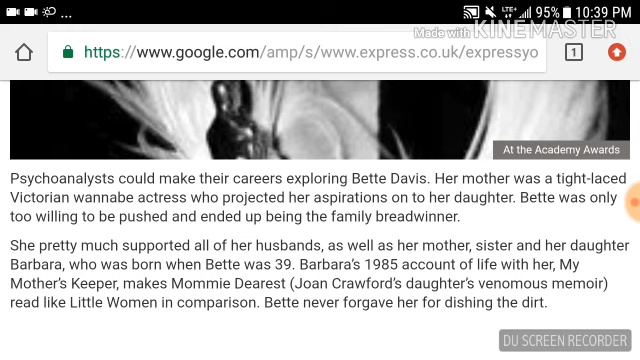 ... LTE+ 95% 10:39 PM
Made with KINEMASTER
https://www.google.com/amp/s/www.express.co.uk/expressyo 1
At the Academy Awards
Psychoanalysts could make their careers exploring Bette Davis. Her mother was a tight-laced
Victorian wannabe actress who projected her aspirations on to her daughter. Bette was only
too willing to be pushed and ended up being the family breadwinner.
She pretty much supported all of her husbands, as well as her mother, sister and her daughter
Barbara, who was born when Bette was 39. Barbara’s 1985 account of life with her, My
Mother’s Keeper, makes Mommie Dearest (Joan Crawford’s daughter’s venomous memoir)
read like Little Women in comparison. Bette never forgave her for dishing the dirt.
DU SCREEN RECORDER